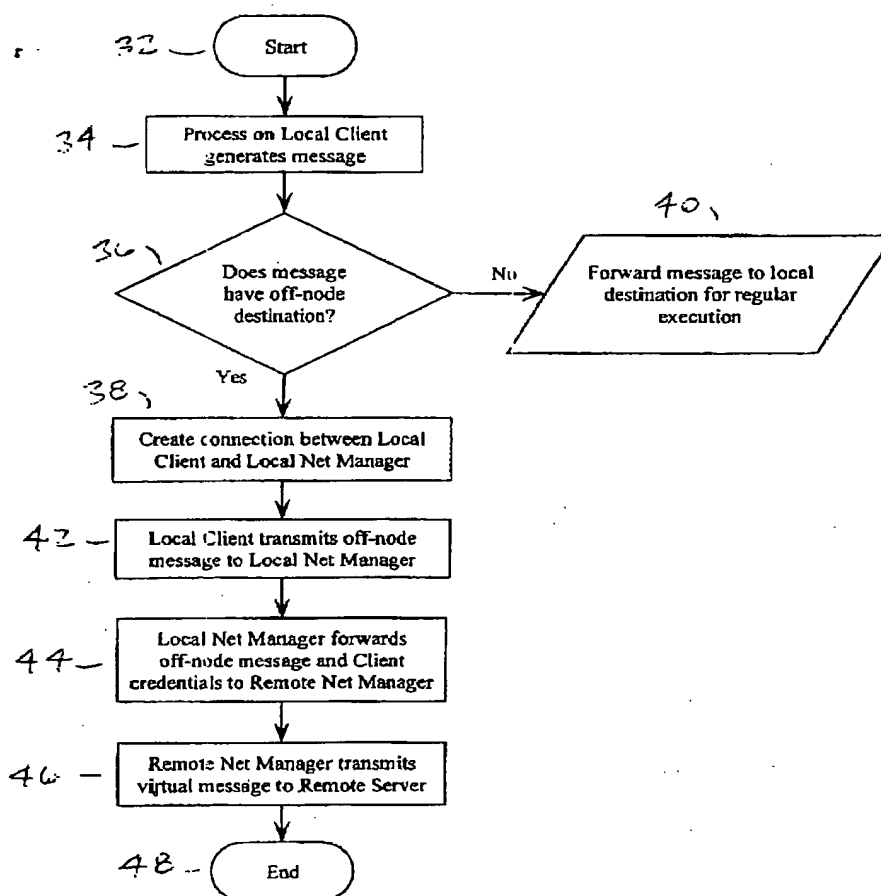 32
Start
34
Process on Local Client
generates message
36
Does message
have off-node
destination?
No
40
Forward message to local
destination for regular
execution
Yes
38
Create connection between Local
Client and Local Net Manager
42
Local Client transmits off-node
message to Local Net Manager
44
Local Net Manager forwards
off-node message and Client
credentials to Remote Net Manager
46
Remote Net Manager transmits
virtual message to Remote Server
48
End